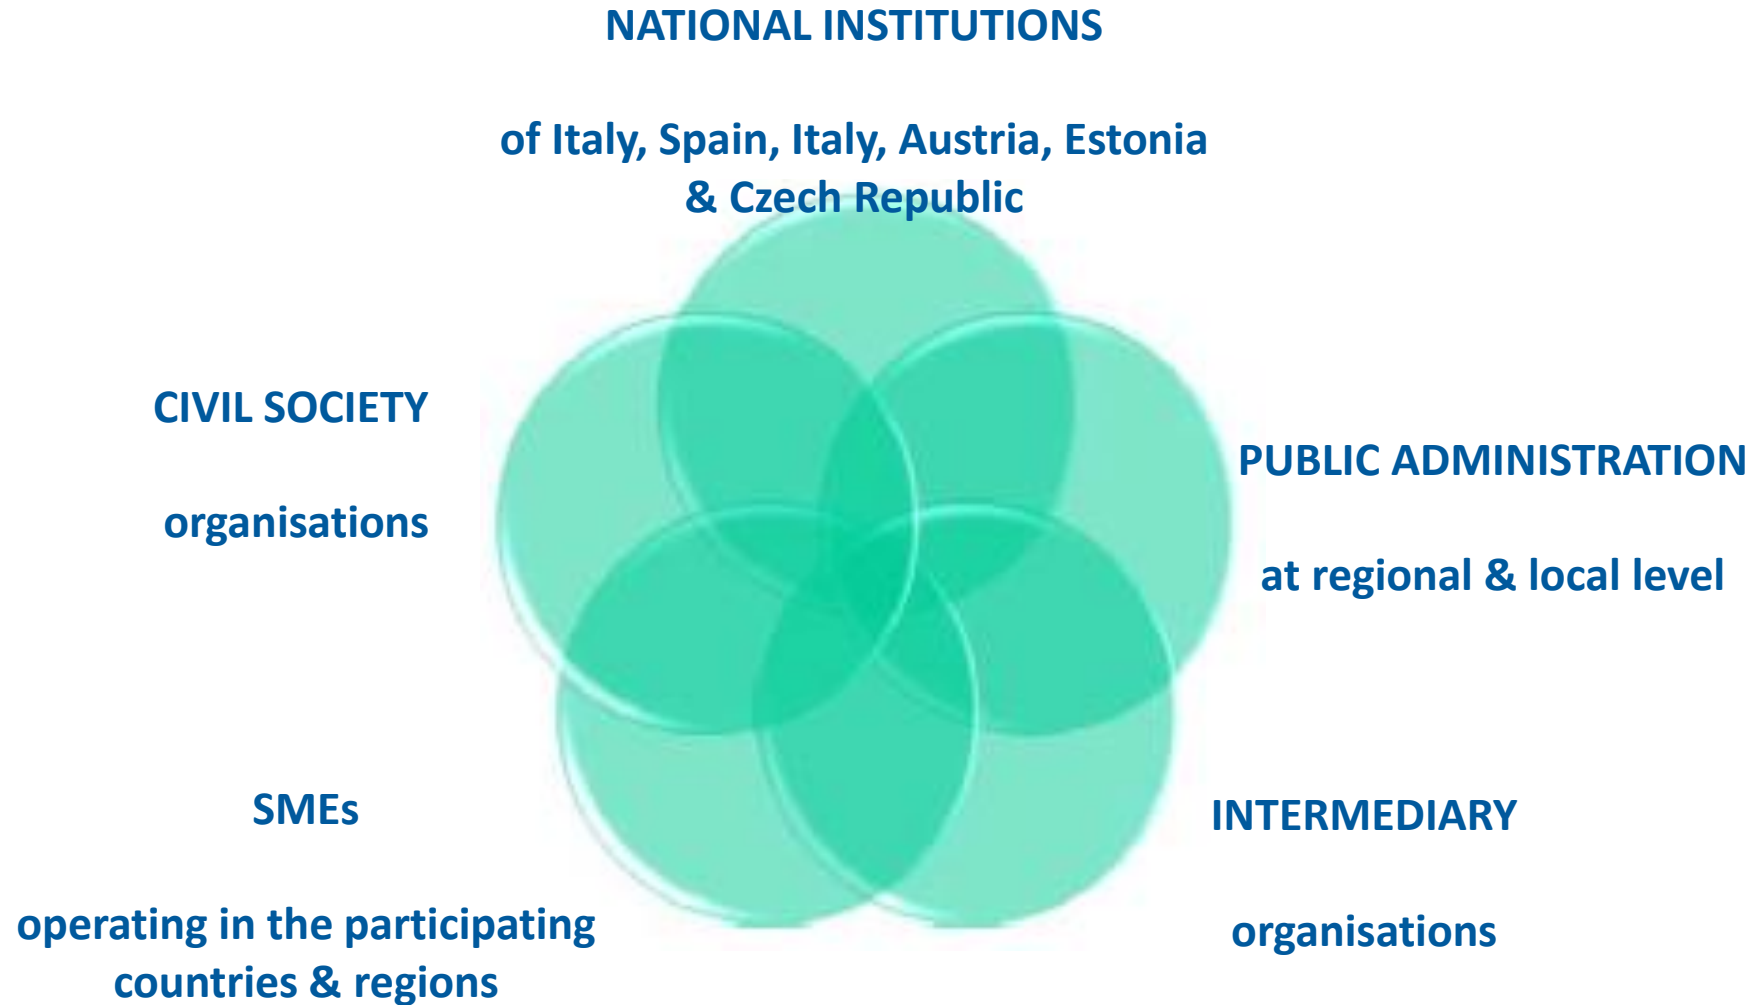 NATIONAL INSTITUTIONS
of Italy, Spain, Italy, Austria, Estonia
& Czech Republic
CIVIL SOCIETY
organisations
PUBLIC ADMINISTRATION
at regional & local level
SMEs
operating in the participating
countries & regions
INTERMEDIARY
organisations